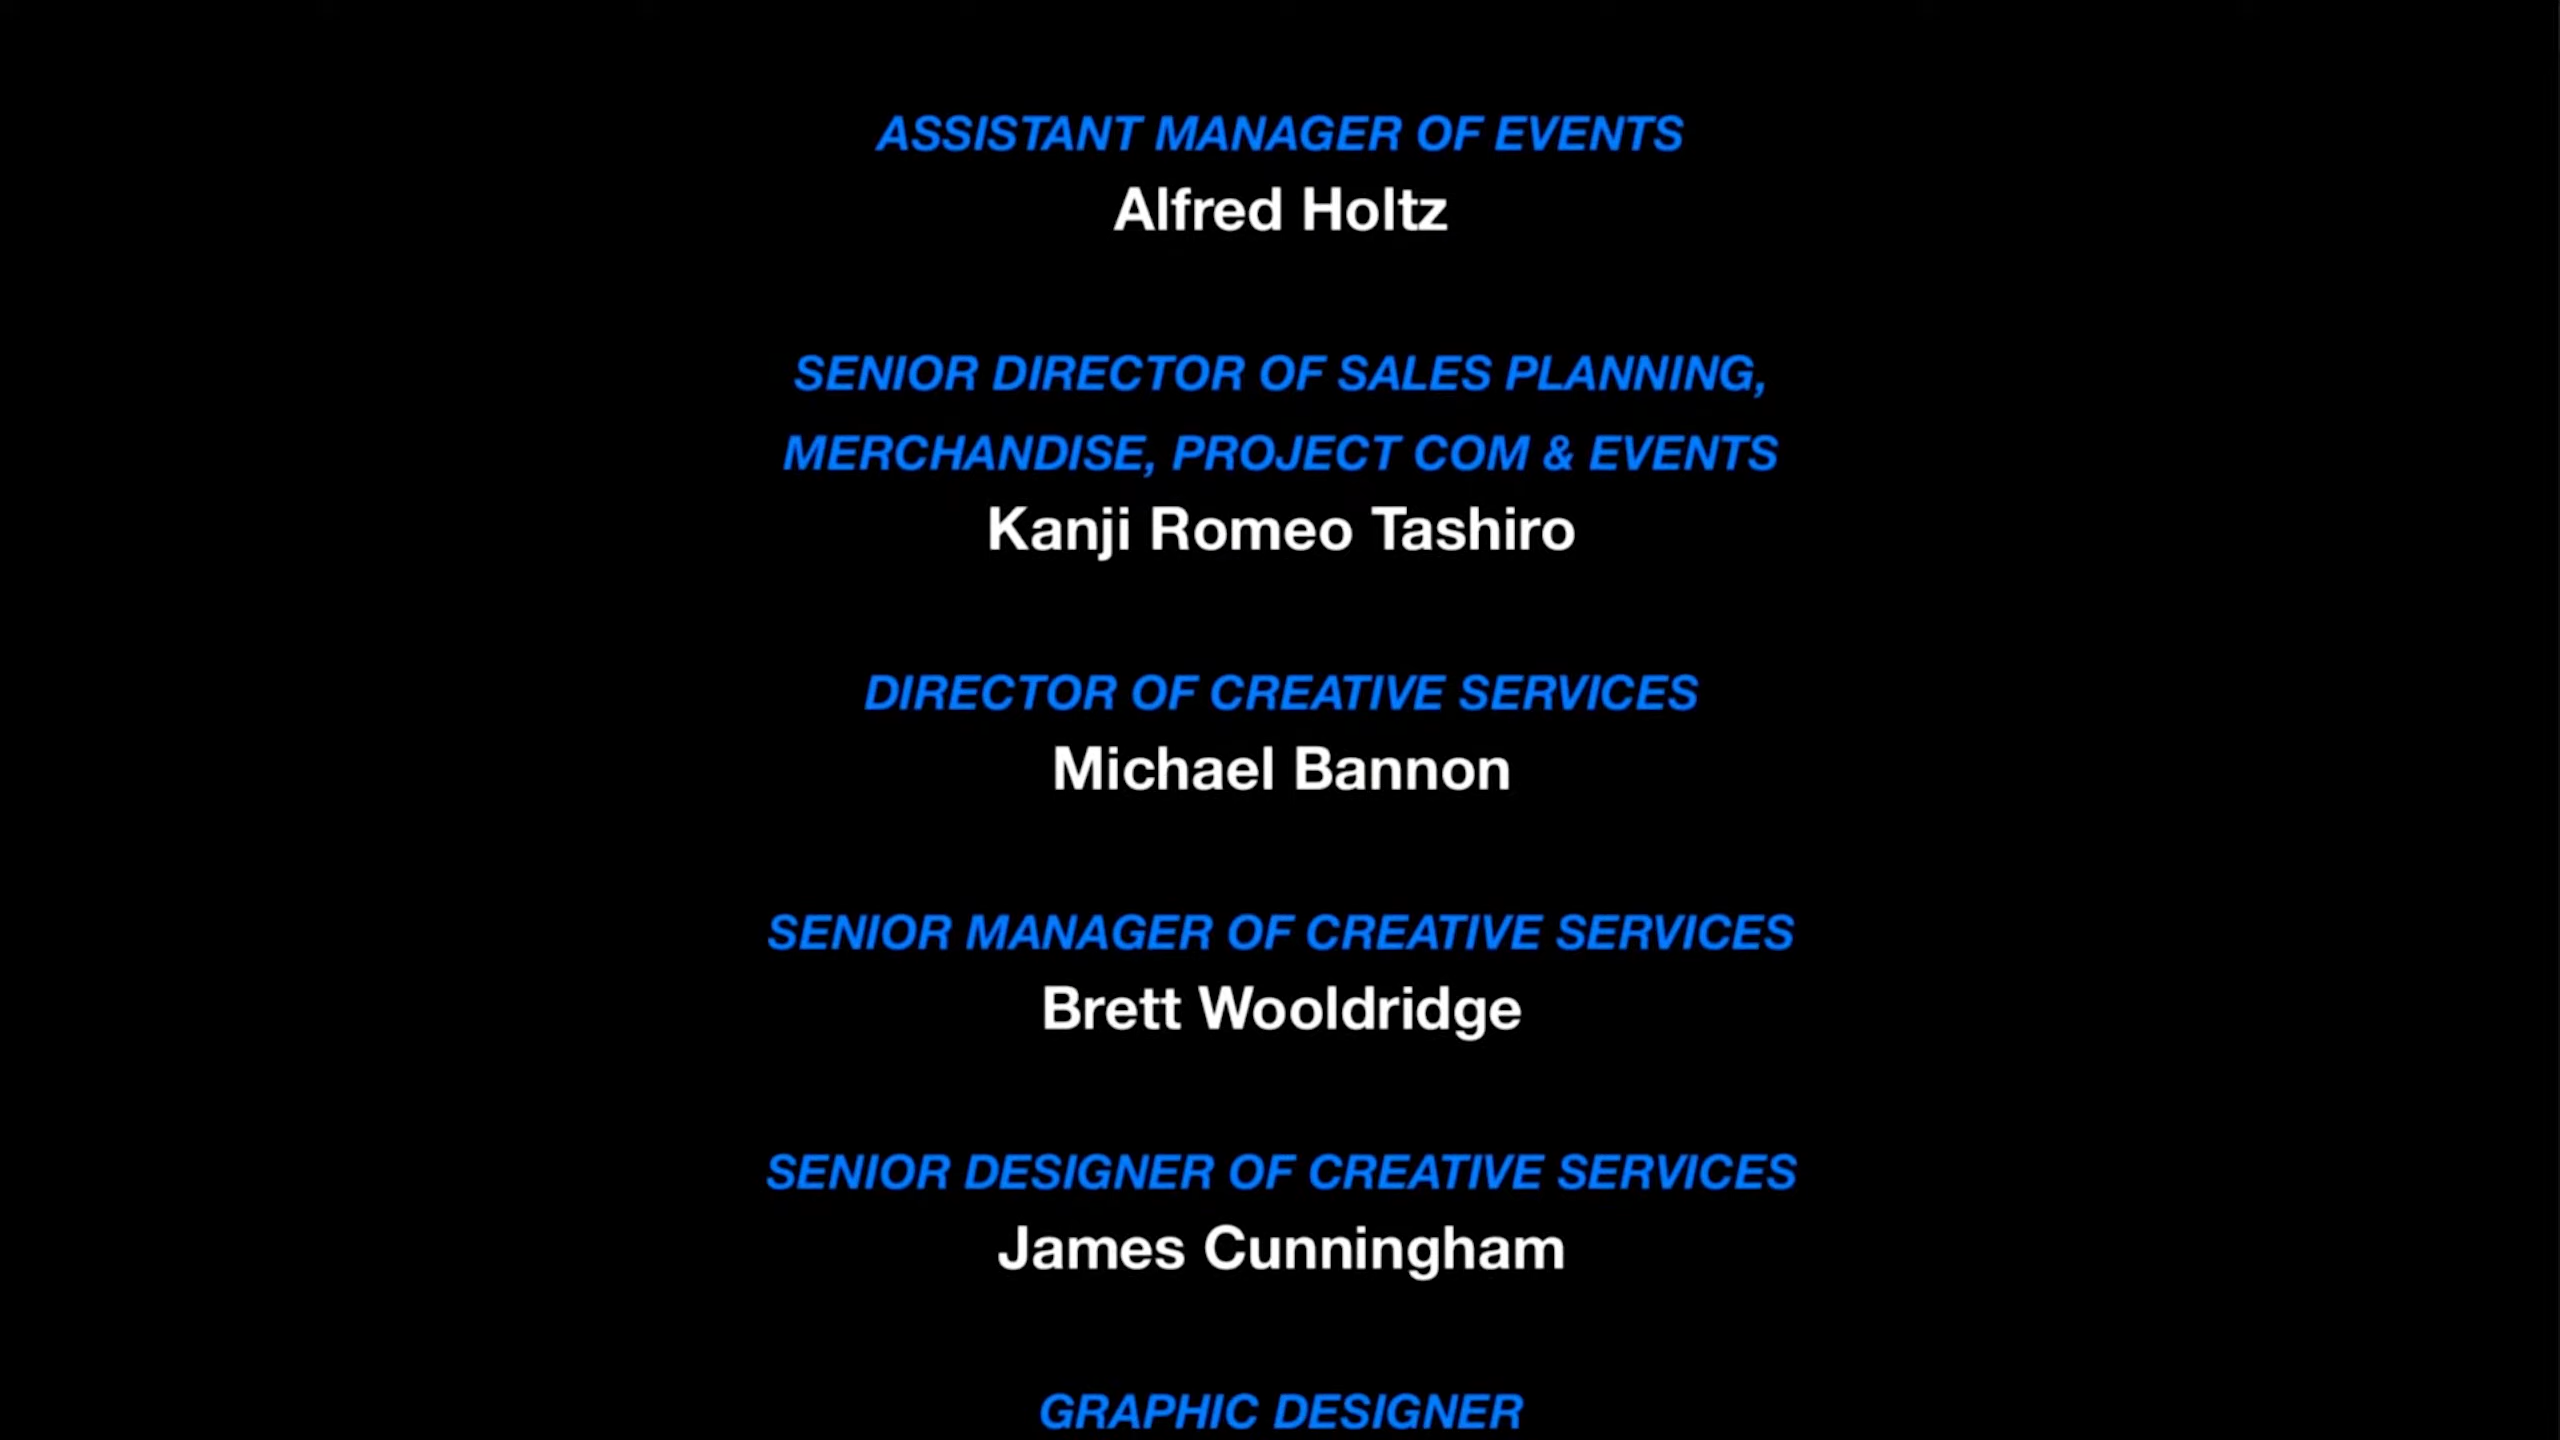 ASSISTANT MANAGER OF EVENTS
Alfred Holtz
SENIOR DIRECTOR OF SALES PLANNING,
MERCHANDISE, PROJECT COM & EVENTS
Kanji Romeo Tashiro
DIRECTOR OF CREATIVE SERVICES
Michael Bannon
SENIOR MANAGER OF CREATIVE SERVICES
Brett Wooldridge
SENIOR DESIGNER OF CREATIVE SERVICES
James Cunningham
GRAPHIC DESIGNER